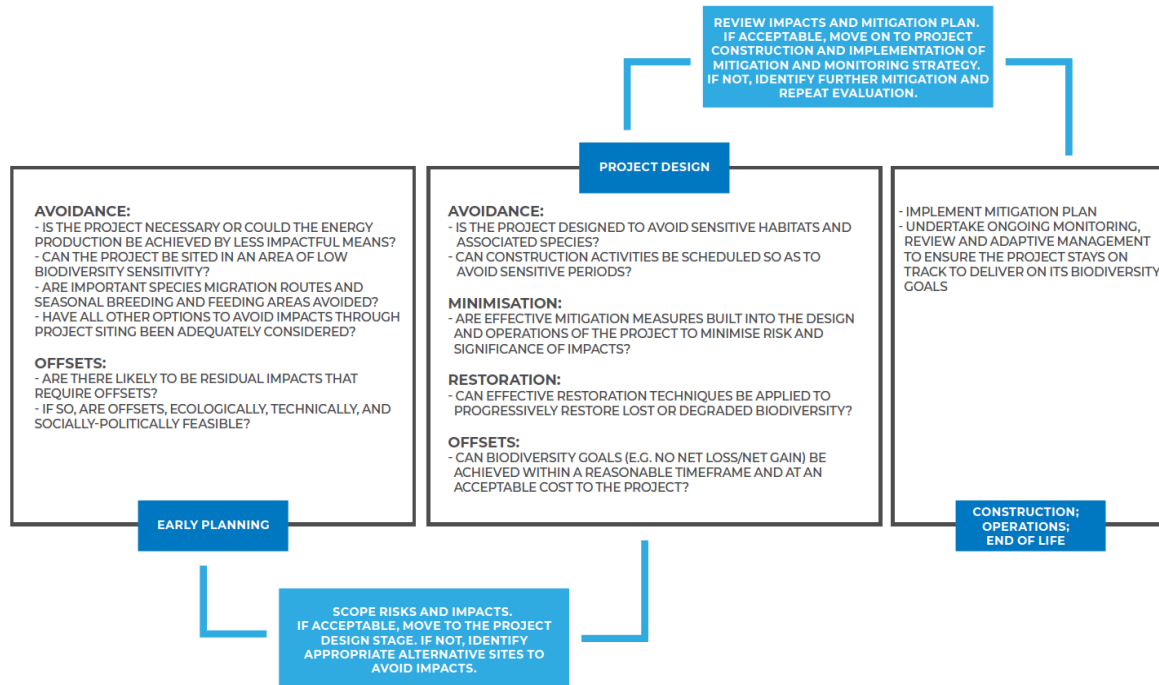 REVIEW IMPACTS AND MITIGATION PLAN.
IF ACCEPTABLE, MOVE ON TO PROJECT
CONSTRUCTION AND IMPLEMENTATION OF
MITIGATION AND MONITORING STRATEGY.
IF NOT, IDENTIFY FURTHER MITIGATION AND
REPEAT EVALUATION.
AVOIDANCE:
- IS THE PROJECT NECESSARY OR COULD THE ENERGY
PRODUCTION BE ACHIEVED BY LESS IMPACTFUL MEANS?
- CAN THE PROJECT BE SITED IN AN AREA OF LOW
BIODIVERSITY SENSITIVITY?
- ARE IMPORTANT SPECIES MIGRATION ROUTES AND
SEASONAL BREEDING AND FEEDING AREAS AVOIDED?
- HAVE ALL OTHER OPTIONS TO AVOID IMPACTS THROUGH
PROJECT SITING BEEN ADEQUATELY CONSIDERED?
OFFSETS:
- ARE THERE LIKELY TO BE RESIDUAL IMPACTS THAT
REQUIRE OFFSETS?
- IF SO, ARE OFFSETS, ECOLOGICALLY, TECHNICALLY, AND
SOCIALLY-POLITICALLY FEASIBLE?
EARLY PLANNING
PROJECT DESIGN
AVOIDANCE:
- IS THE PROJECT DESIGNED TO AVOID SENSITIVE HABITATS AND
ASSOCIATED SPECIES?
- CAN CONSTRUCTION ACTIVITIES BE SCHEDULED SO AS TO
AVOID SENSITIVE PERIODS?
MINIMISATION:
- ARE EFFECTIVE MITIGATION MEASURES BUILT INTO THE DESIGN
AND OPERATIONS OF THE PROJECT TO MINIMISE RISK AND
SIGNIFICANCE OF IMPACTS?
RESTORATION:
- CAN EFFECTIVE RESTORATION TECHNIQUES BE APPLIED TO
PROGRESSIVELY RESTORE LOST OR DEGRADED BIODIVERSITY?
OFFSETS:
- CAN BIODIVERSITY GOALS (E.G. NO NET LOSS/NET GAIN) BE
ACHIEVED WITHIN A REASONABLE TIMEFRAME AND AT AN
ACCEPTABLE COST TO THE PROJECT?
- IMPLEMENT MITIGATION PLAN
- UNDERTAKE ONGOING MONITORING,
REVIEW AND ADAPTIVE MANAGEMENT
TO ENSURE THE PROJECT STAYS ON
TRACK TO DELIVER ON ITS BIODIVERSITY
GOALS
CONSTRUCTION;
OPERATIONS;
END OF LIFE
SCOPE RISKS AND IMPACTS.
IF ACCEPTABLE, MOVE TO THE PROJECT
DESIGN STAGE. IF NOT, IDENTIFY
APPROPRIATE ALTERNATIVE SITES TO
AVOID IMPACTS.